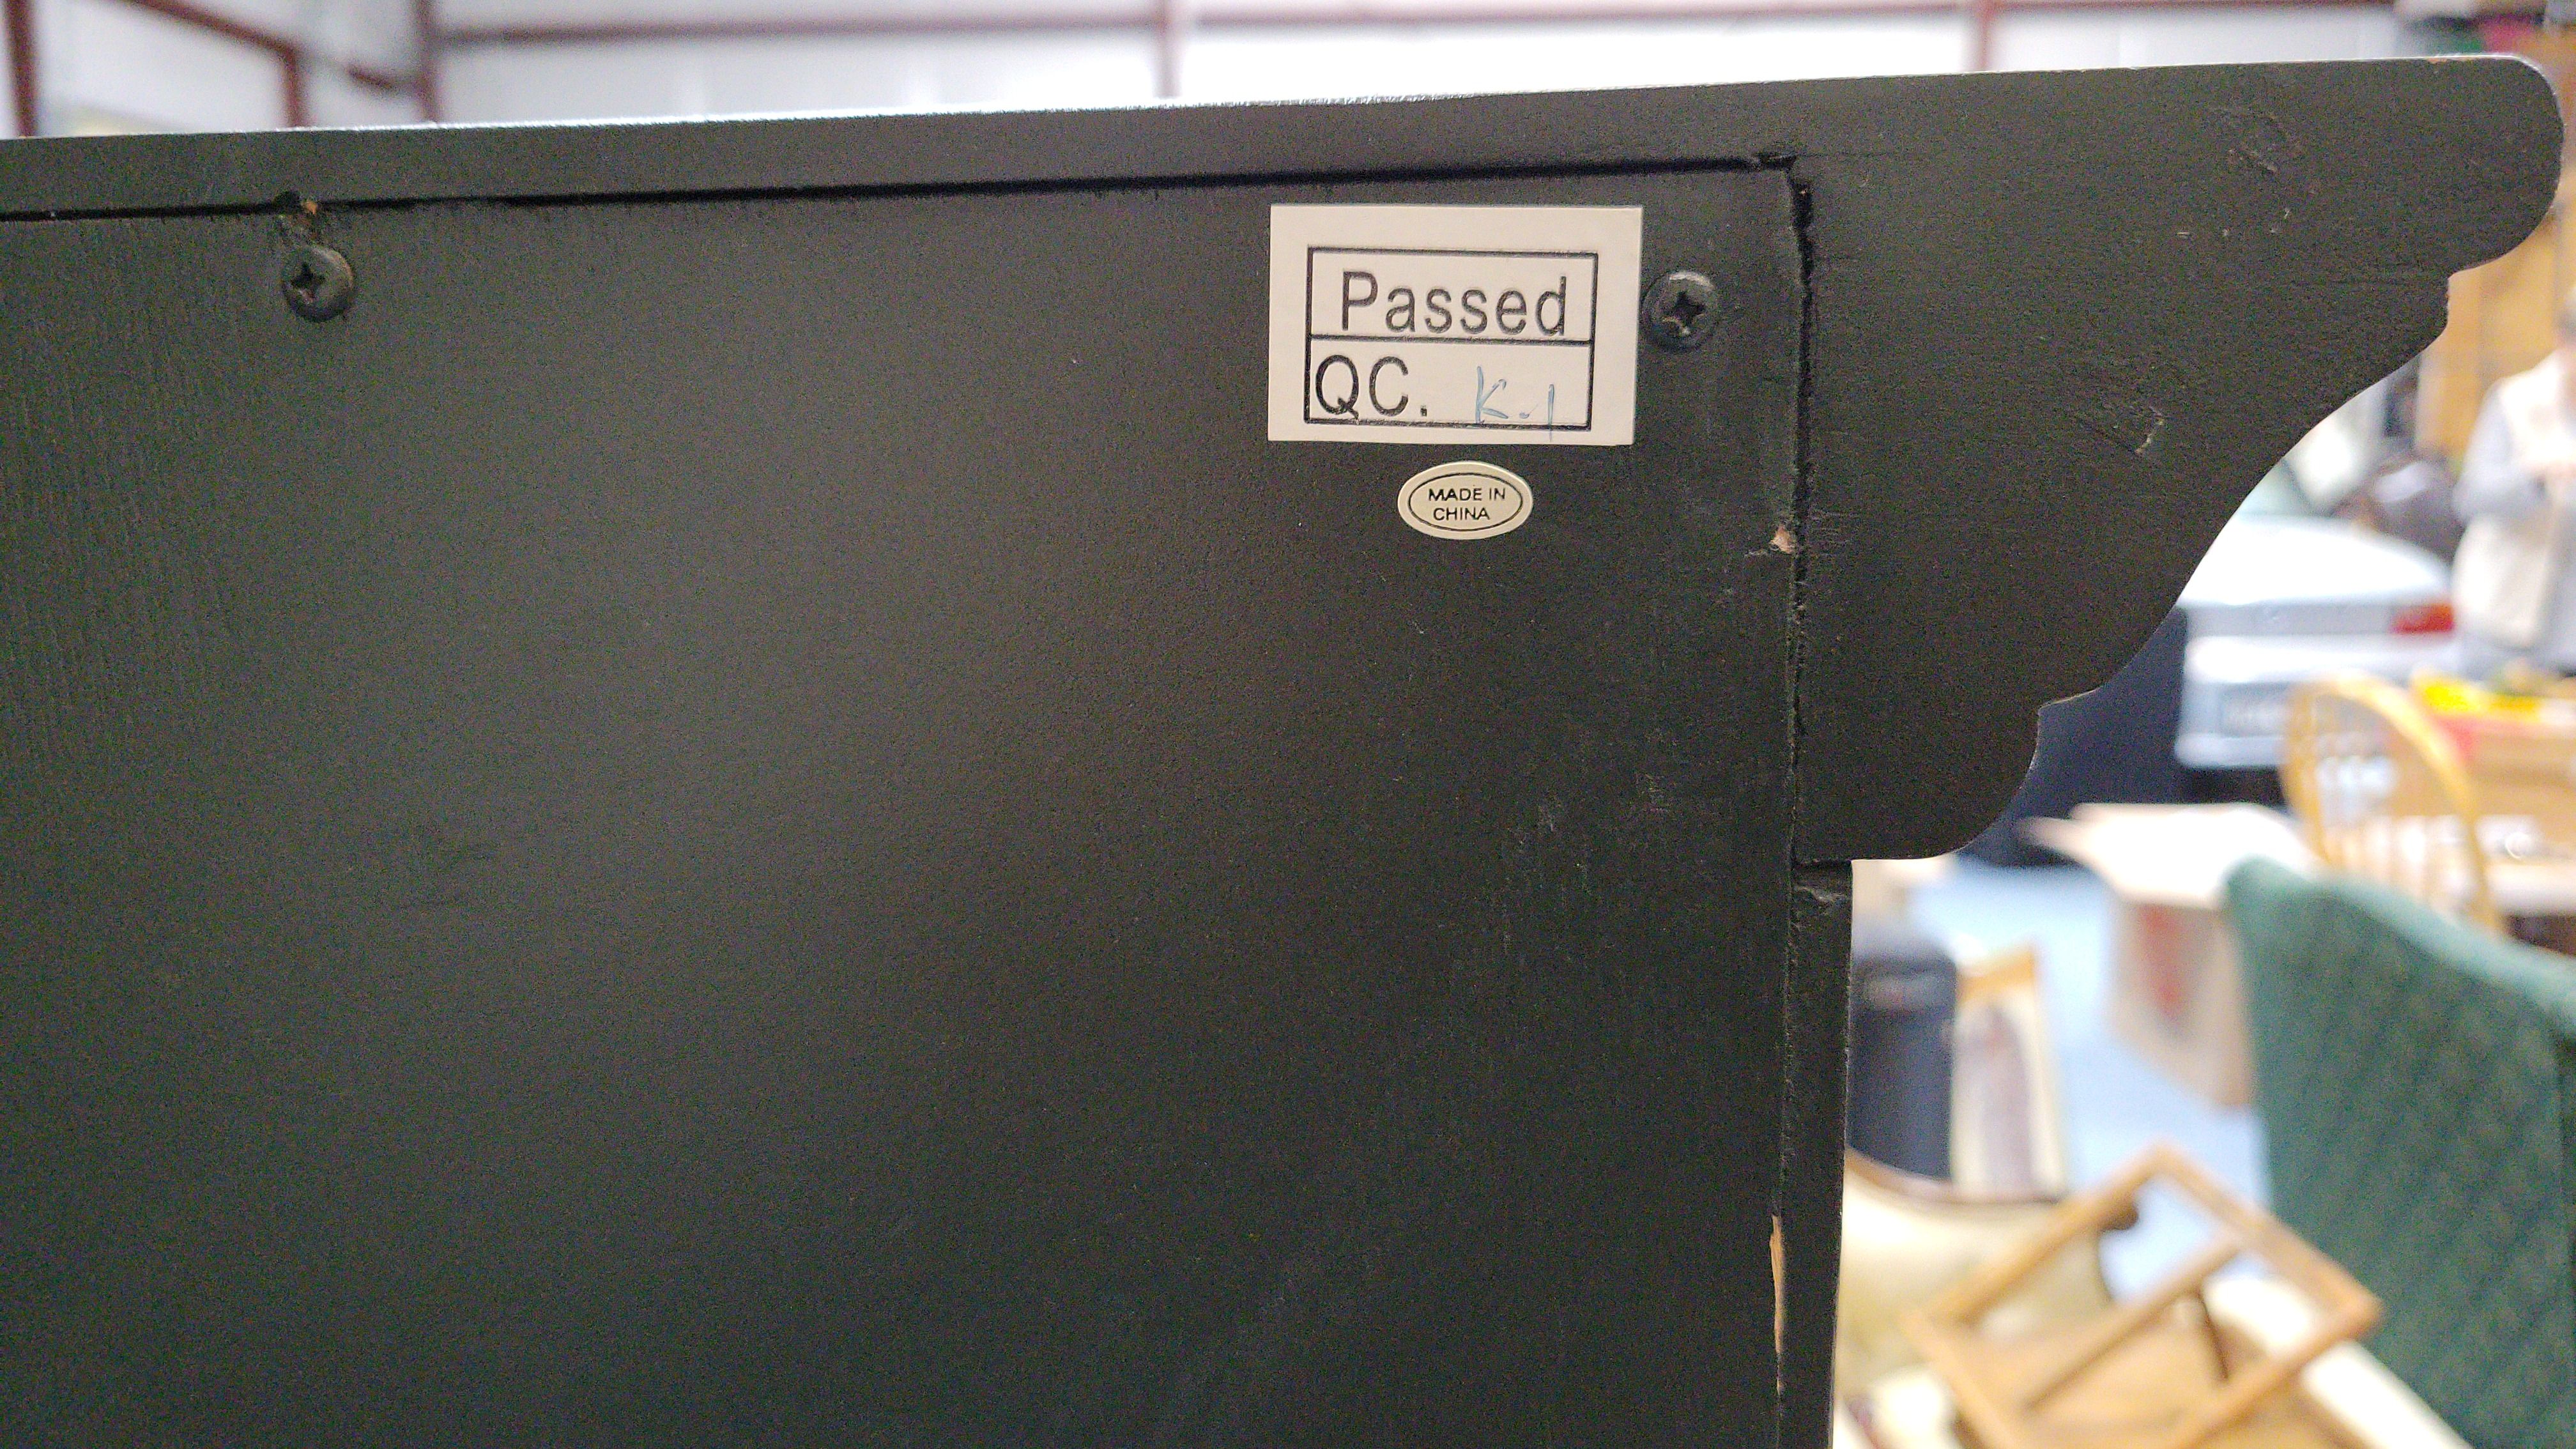 Passed
QC. K-1
MADE IN
CHINA